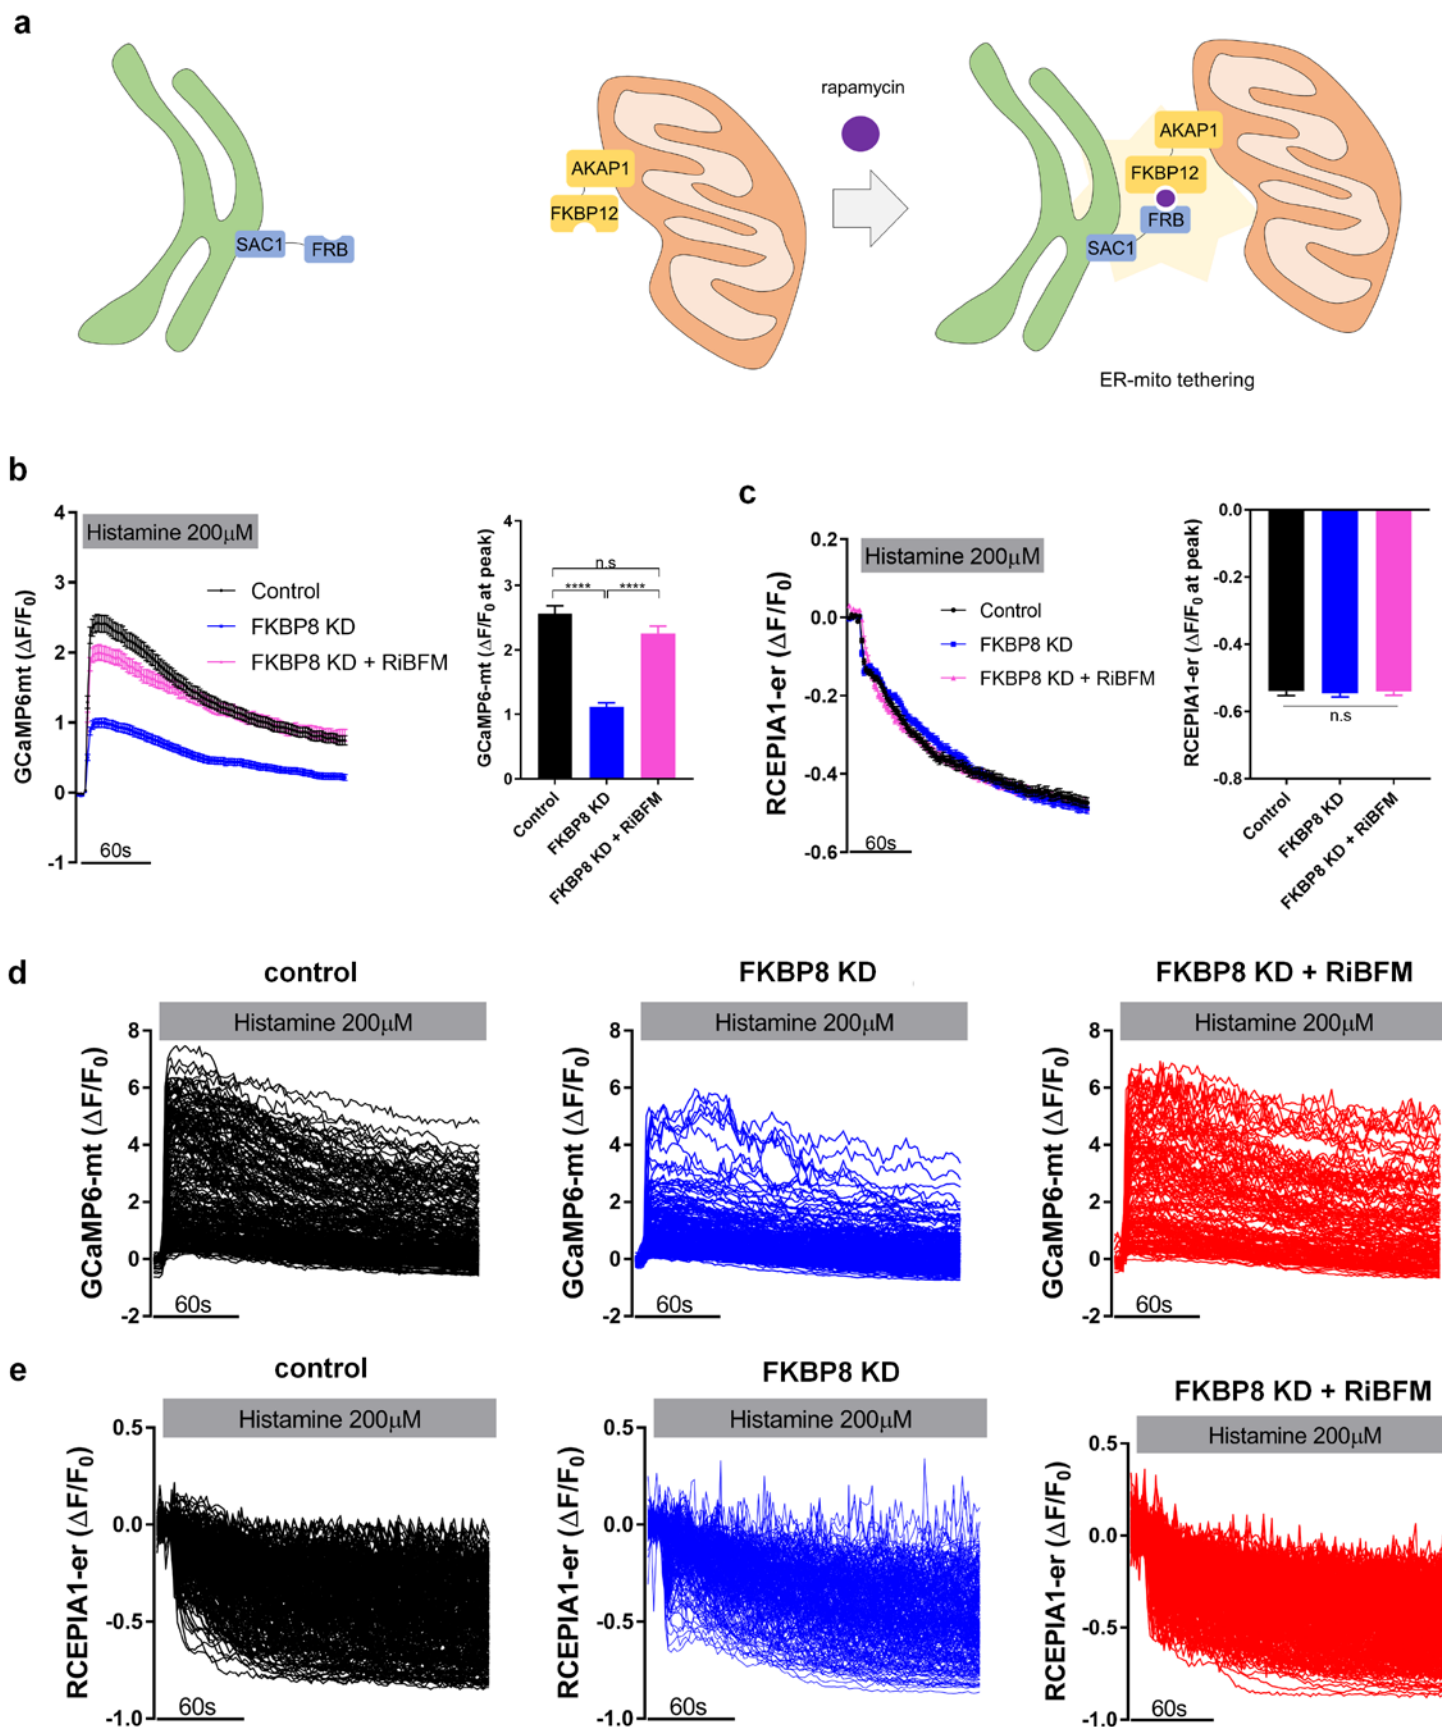 a
rapamycin
AKAP1
FKBP12
SAC1
FRB
AKAP1
FKBP12
FRB
SAC1
ER-mito tethering
b
GCaMP6mt (ΔF/F0)
4
3
2
1
0
-1
Histamine 200μM
Control
FKBP8 KD
FKBP8 KD + RiBFM
60s
GCaMP6-mt (ΔF/F0 at peak)
4
3
2
1
0
n.s
**** ****
Control
FKBP8 KD
FKBP8 KD + RiBFM
c
RCEPIA1-er (ΔF/F0)
0.2
0.0
-0.2
-0.4
-0.6
Histamine 200μM
Control
FKBP8 KD
FKBP8 KD + RiBFM
60s
RCEPIA1-er (ΔF/F0 at peak)
0.0
-0.2
-0.4
-0.6
-0.8
n.s
Control
FKBP8 KD
FKBP8 KD + RiBFM
d
control
Histamine 200μM
GCaMP6-mt (ΔF/F0)
8
6
4
2
0
-2
60s
FKBP8 KD
Histamine 200μM
GCaMP6-mt (ΔF/F0)
8
6
4
2
0
-2
60s
FKBP8 KD + RiBFM
Histamine 200μM
GCaMP6-mt (ΔF/F0)
8
6
4
2
0
-2
60s
e
control
Histamine 200μM
RCEPIA1-er (ΔF/F0)
0.5
0.0
-0.5
-1.0
60s
FKBP8 KD
Histamine 200μM
RCEPIA1-er (ΔF/F0)
0.5
0.0
-0.5
-1.0
60s
FKBP8 KD + RiBFM
Histamine 200μM
RCEPIA1-er (ΔF/F0)
0.5
0.0
-0.5
-1.0
60s